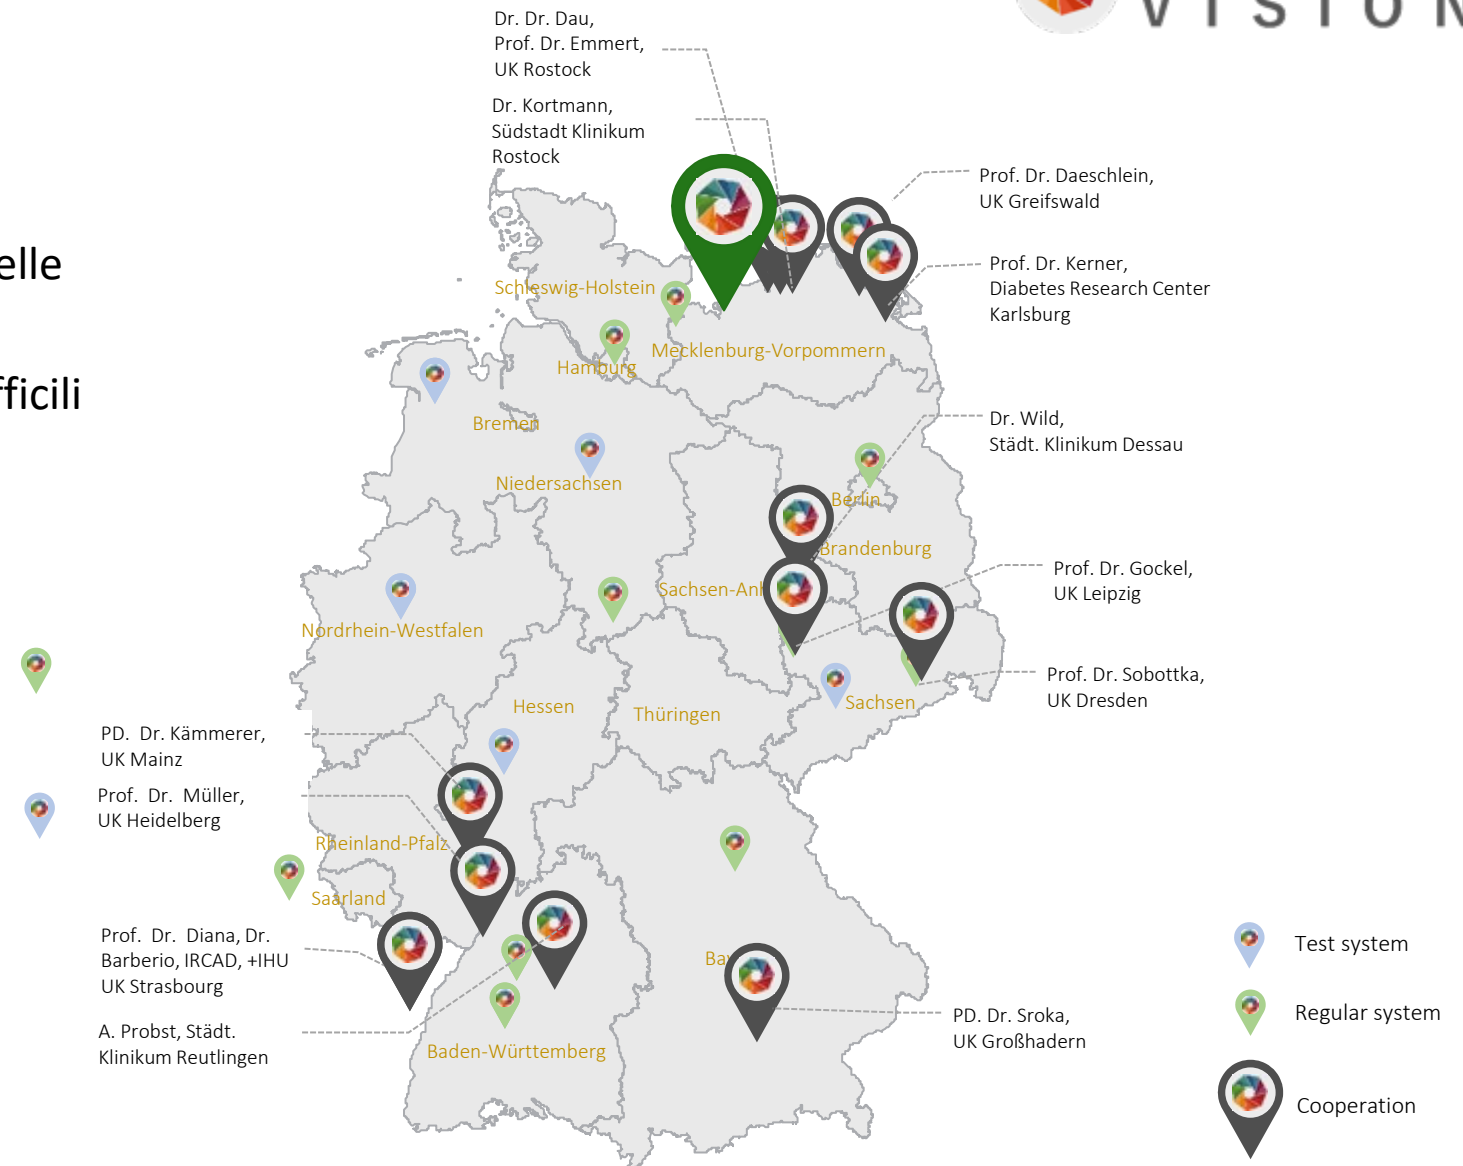 VISION
Dr. Dr. Dau,
Prof. Dr. Emmert,
UK Rostock
Dr. Kortmann,
Südstadt Klinikum
Rostock
Prof. Dr. Daeschlein,
UK Greifswald
Prof. Dr. Kerner,
Diabetes Research Center
Karlsburg
elle
fficili
Schleswig-Holstein
Mecklenburg-Vorpommern
Hamburg
Bremen
Niedersachsen
Dr. Wild,
Städt. Klinikum Dessau
Berlin
Brandenburg
Sachsen-Anh
Prof. Dr. Gockel,
UK Leipzig
Nordrhein-Westfalen
Prof. Dr. Sobottka,
UK Dresden
Hessen
Thüringen
Sachsen
PD. Dr. Kämmerer,
UK Mainz
Prof. Dr. Müller,
UK Heidelberg
Rheinland-Pfalz
Saarland
Prof. Dr. Diana, Dr.
Barberio, IRCAD, +IHU
UK Strasbourg
A. Probst, Städt.
Klinikum Reutlingen
Baden-Württemberg
Ba
PD. Dr. Sroka,
UK Großhadern
Test system
Regular system
Cooperation